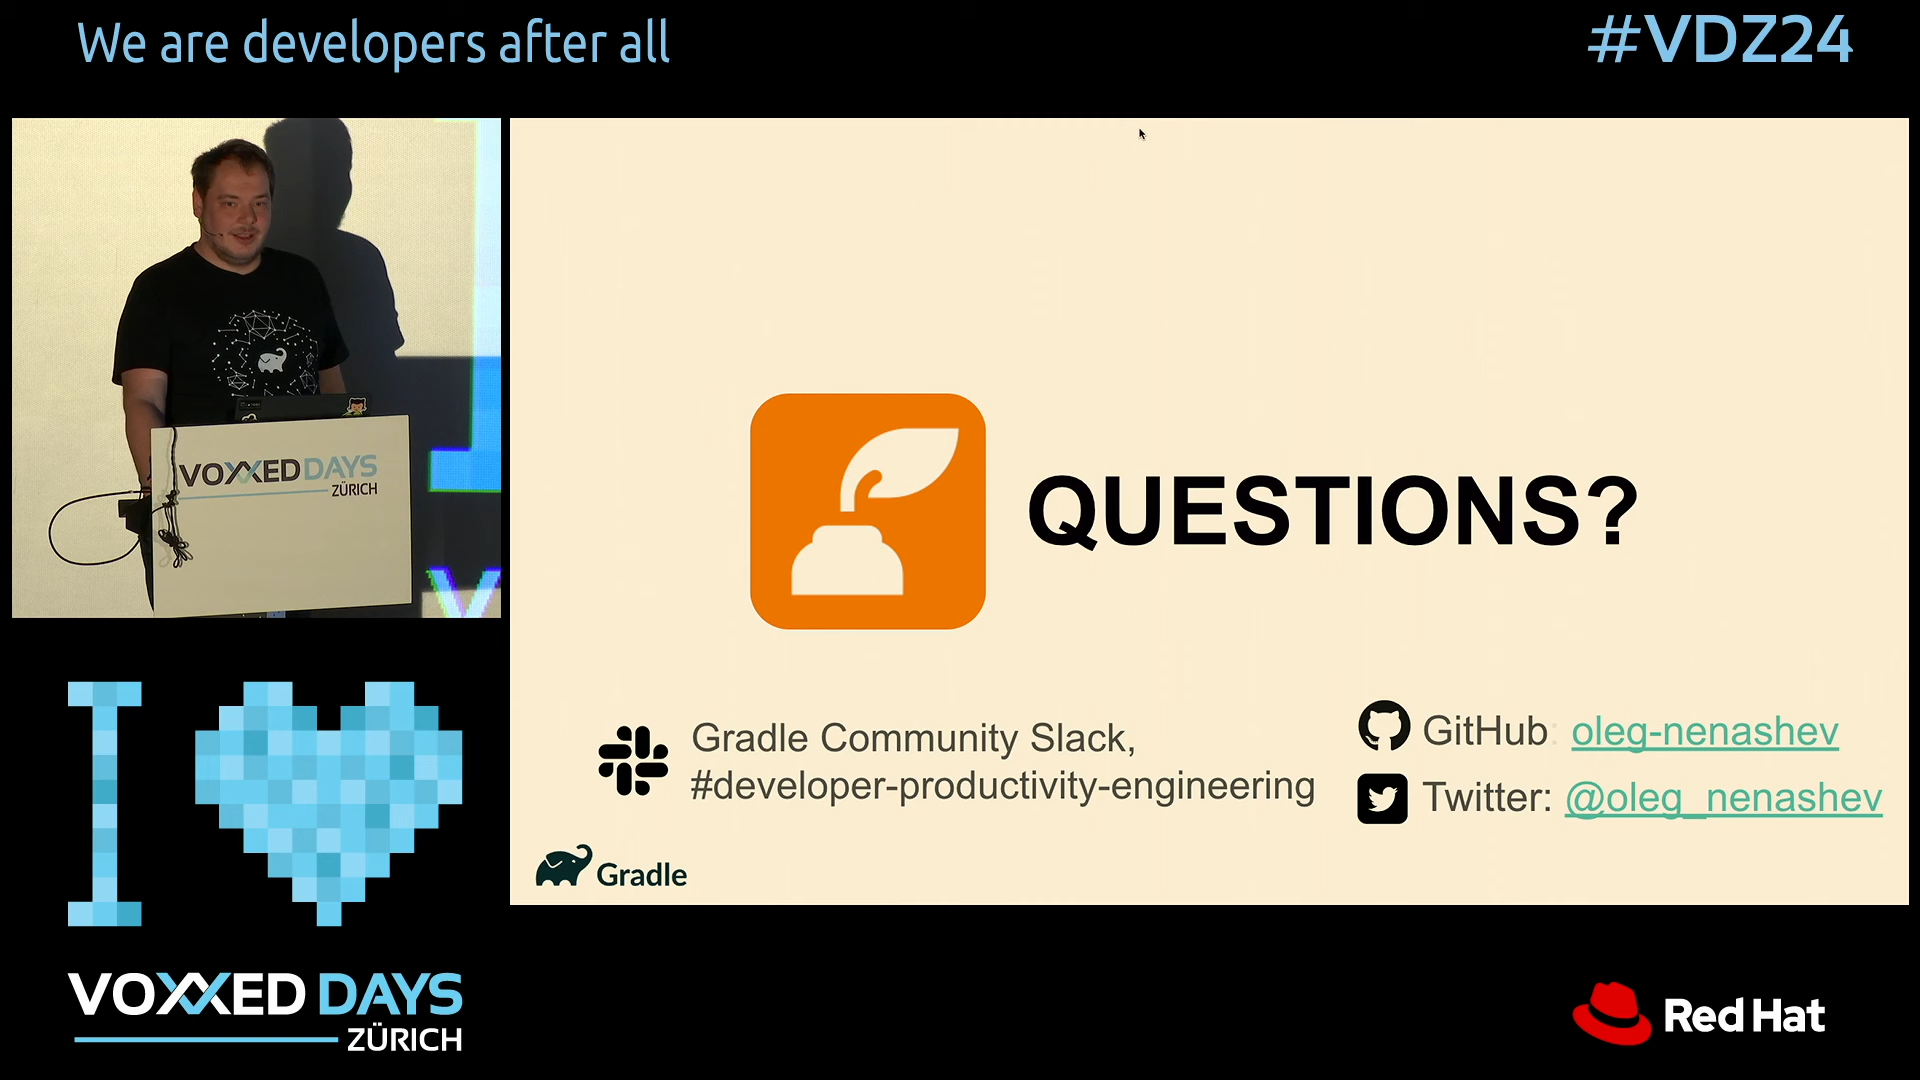 We are developers after all
#VDZ24
VOXXED DAYS
ZÜRICH
QUESTIONS?
Gradle Community Slack,
#developer-productivity-engineering
GitHub: oleg-nenashev
Twitter: @oleg_nenashev
Gradle
I
VOXXED DAYS
ZÜRICH
Red Hat